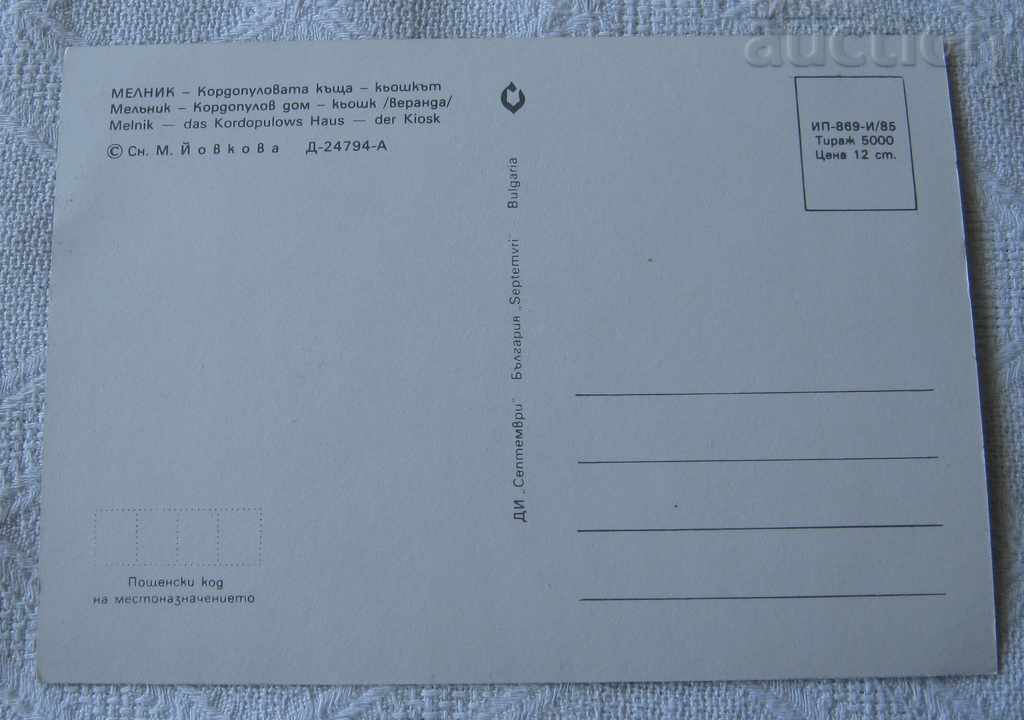 МЕЛНИК – Кордопуловата къща – кьошкът
Мельник – Кордопулов дом – кьошк /веранда/
Melnik — das Kordopulows Haus — der Kiosk
© Сн. М. Йовкова Д-24794-А
ИП-869-И/85
Тираж 5000
Цена 12 ст.
ДИ „Септември" България „Septemvri" Bulgaria
Пощенски код
на местоназначението